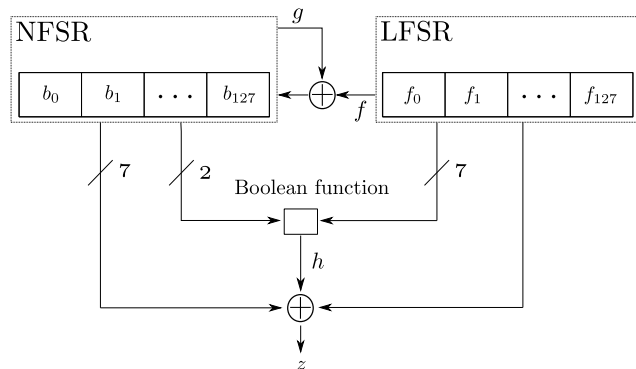 g
NFSR
LFSR
b0 b1 ... b127
f
f0 f1 ... f127
7 2 7
Boolean function
h
z